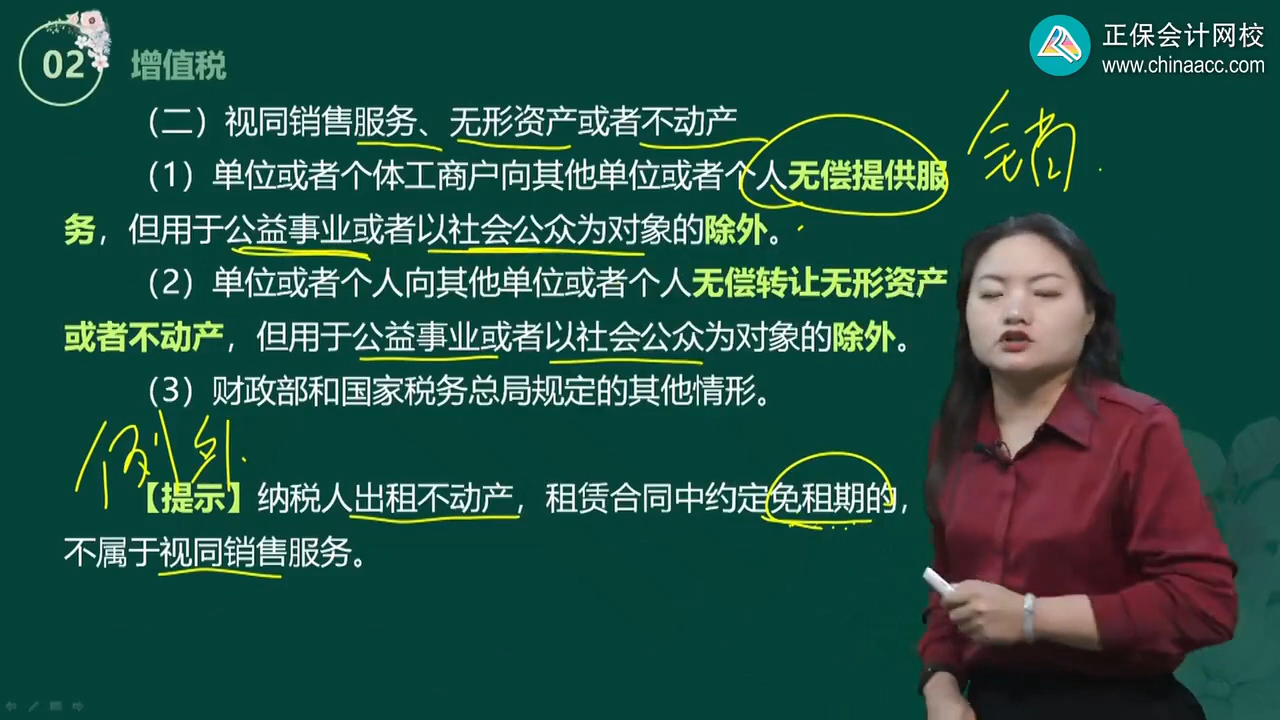 02
增值税
正保会计网校
www.chinaacc.com
（二）视同销售服务、无形资产或者不动产
（1）单位或者个体工商户向其他单位或者个人无偿提供服
务，但用于公益事业或者以社会公众为对象的除外。
（2）单位或者个人向其他单位或者个人无偿转让无形资产
或者不动产，但用于公益事业或者以社会公众为对象的除外。
（3）财政部和国家税务总局规定的其他情形。
例外
【提示】纳税人出租不动产，租赁合同中约定免租期的，
不属于视同销售服务。